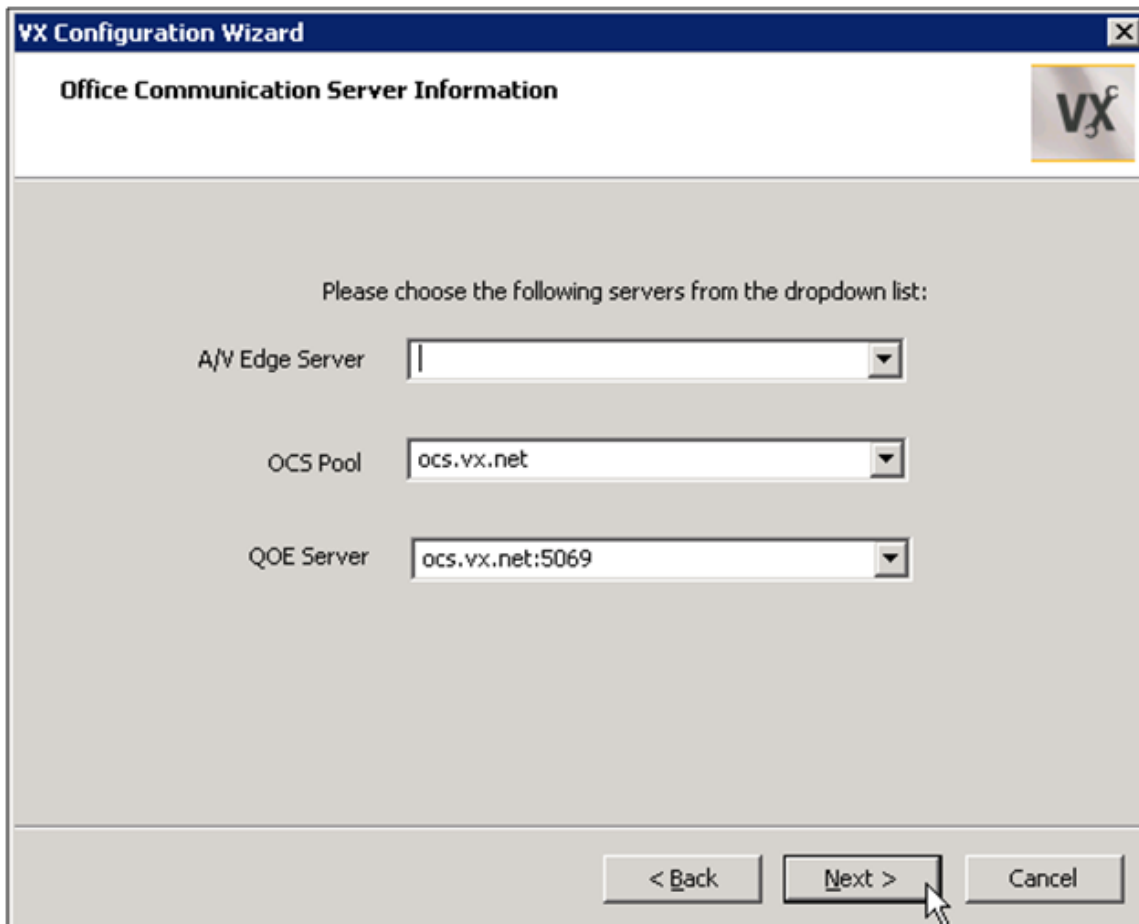 VX Configuration Wizard
Office Communication Server Information
VX
Please choose the following servers from the dropdown list:
A/V Edge Server
OCS Pool ocs.vx.net
QOE Server ocs.vx.net:5069
< Back Next > Cancel